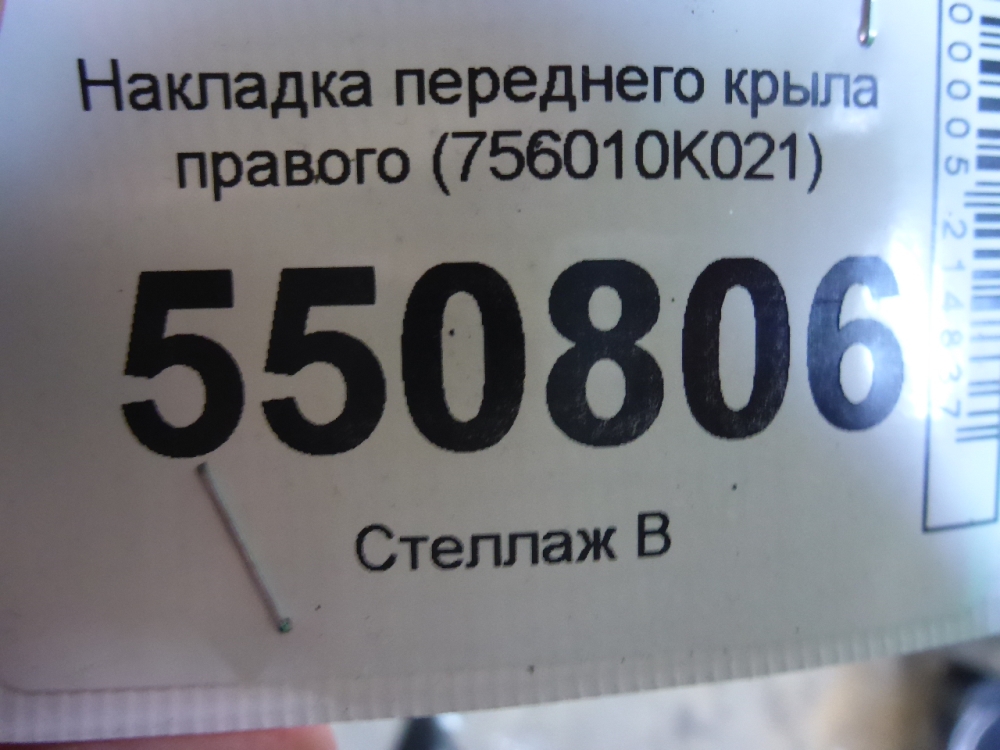 Накладка переднего крыла
правого (756010K021)
550806
Стеллаж В